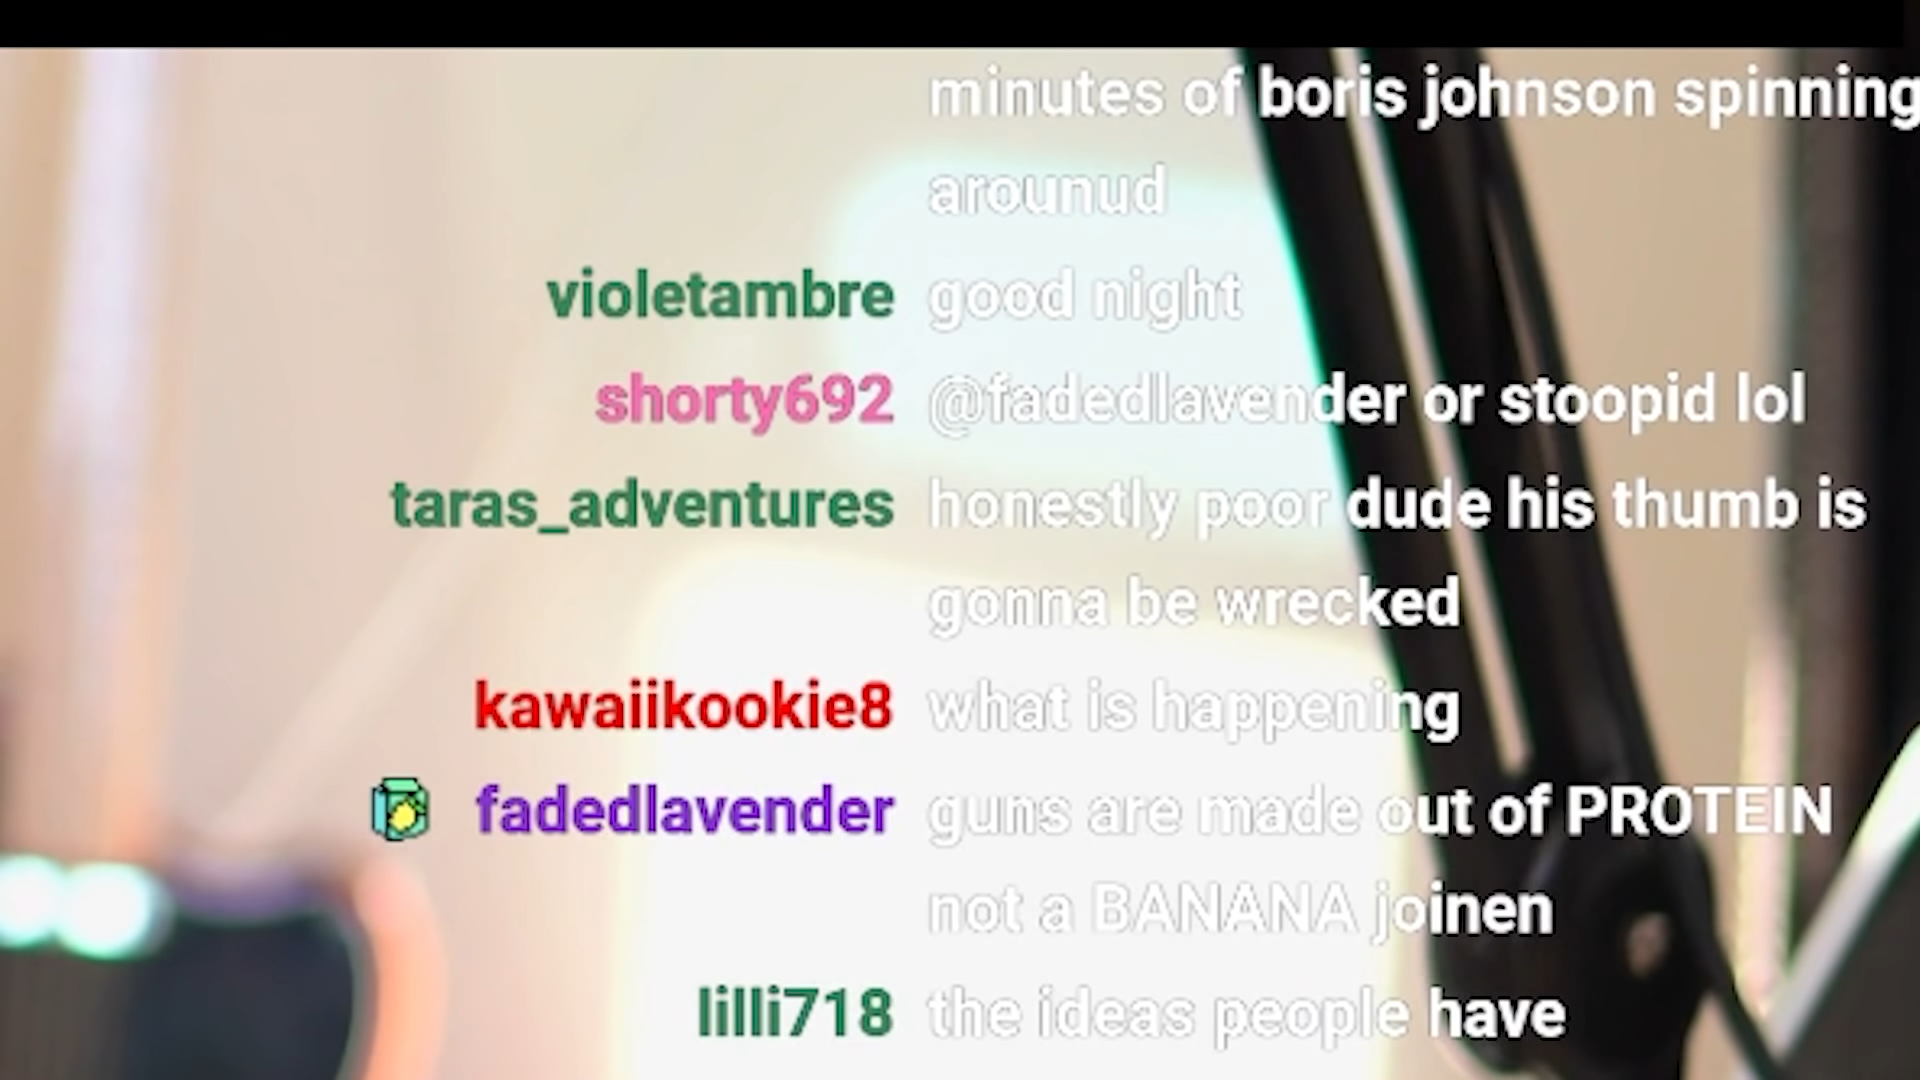 minutes of boris johnson spinning
arounud
violetambre good night
shorty692 @fadedlavender or stoopid lol
taras_adventures honestly poor dude his thumb is
gonna be wrecked
kawaiikookie8 what is happening
fadedlavender guns are made out of PROTEIN
not a BANANA joinen
lilli718 the ideas people have